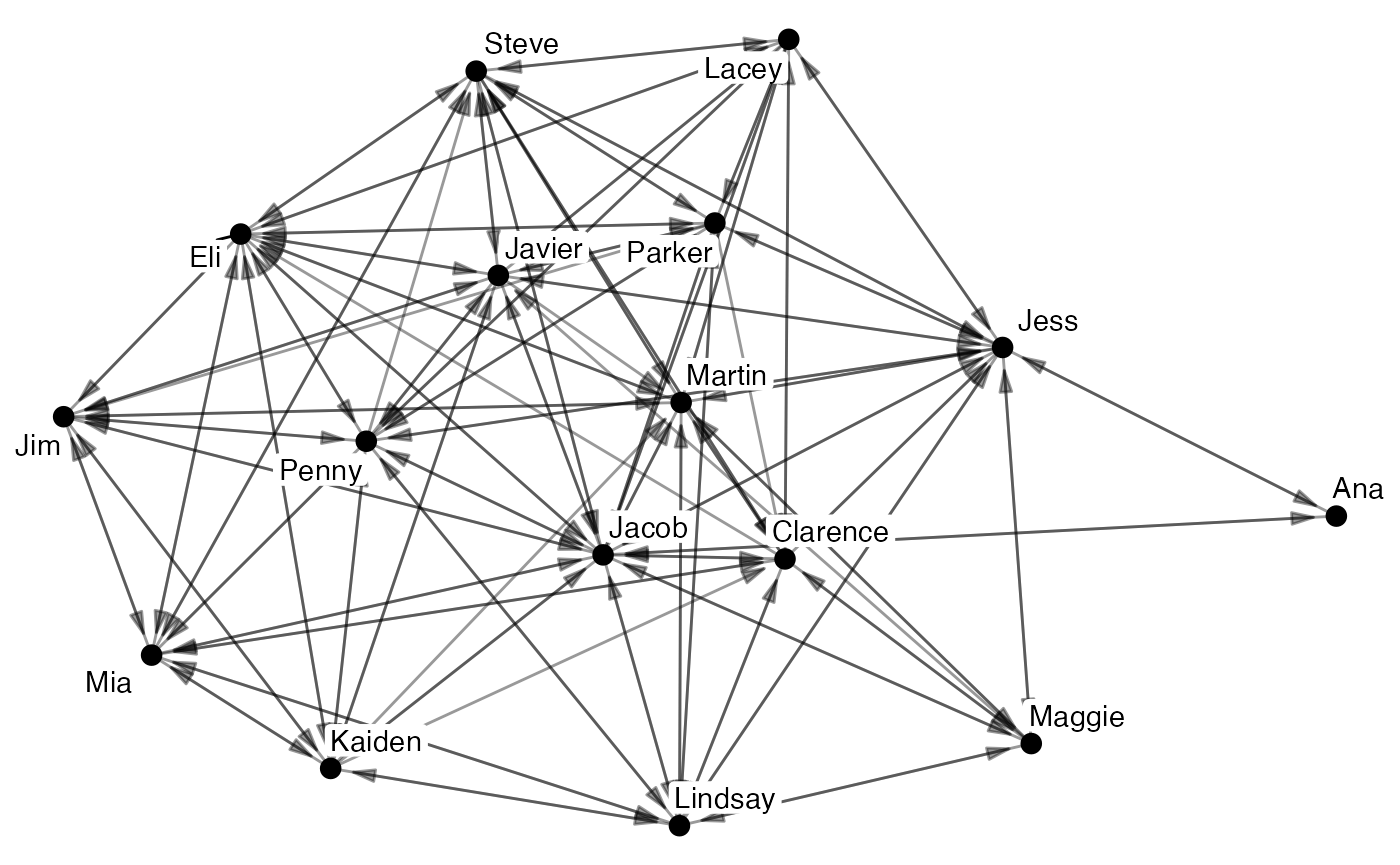 Steve
Lacey
Eli
Javier
Parker
Jess
Martin
Jim
Penny
Ana
Jacob
Clarence
Mia
Maggie
Kaiden
Lindsay